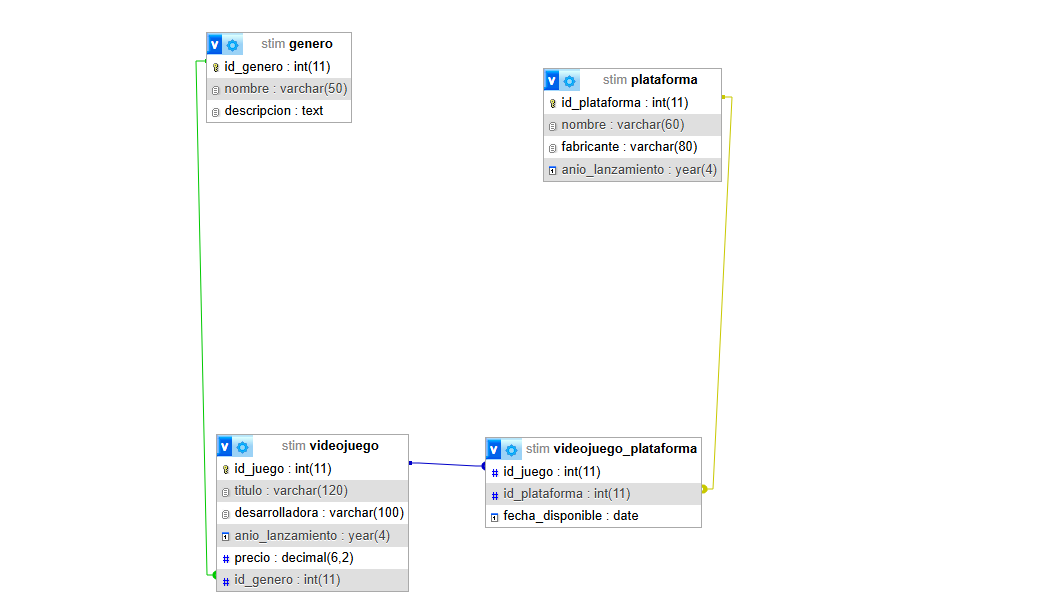 V stim genero
id_genero : int(11)
nombre : varchar(50)
descripcion : text
V stim plataforma
id_plataforma : int(11)
nombre : varchar(60)
fabricante : varchar(80)
anio_lanzamiento : year(4)
V stim videojuego
id_juego : int(11)
titulo : varchar(120)
desarrolladora : varchar(100)
anio_lanzamiento : year(4)
# precio : decimal(6,2)
# id_genero : int(11)
V stim videojuego_plataforma
# id_juego : int(11)
# id_plataforma : int(11)
fecha_disponible : date